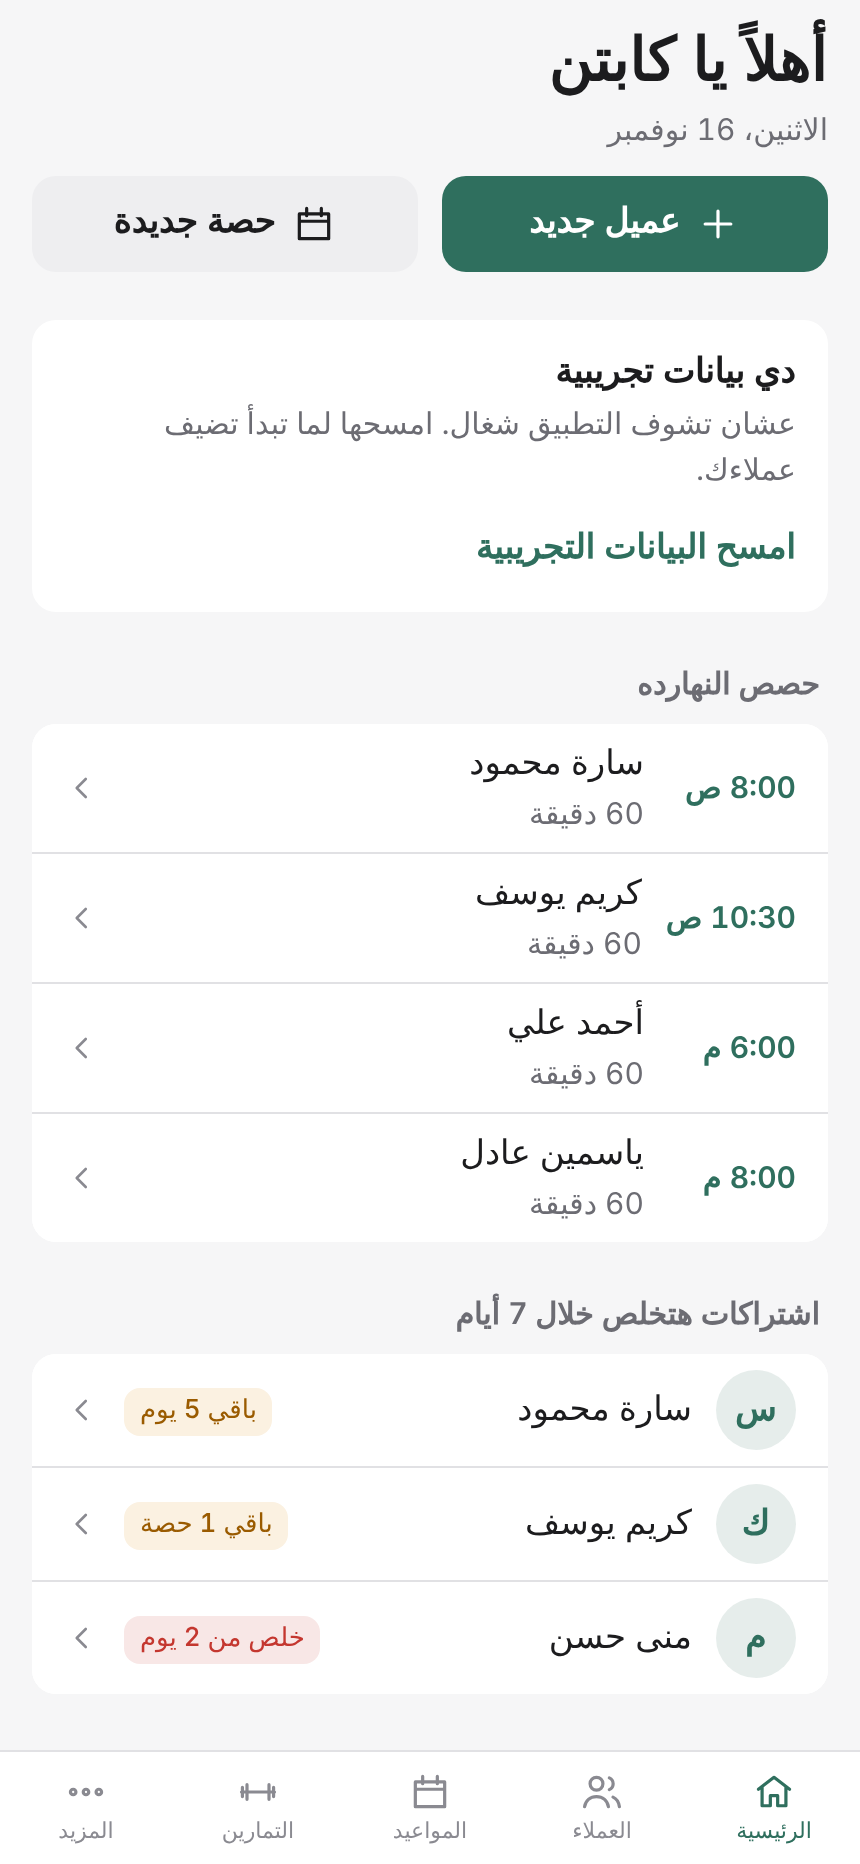 أهلاً يا كابتن
الاثنين، 16 نوفمبر
عميل جديد
حصة جديدة
دي بيانات تجريبية
عشان تشوف التطبيق شغال. امسحها لما تبدأ تضيف
عملاءك.
امسح البيانات التجريبية
حصص النهارده
8:00 ص
سارة محمود
60 دقيقة
10:30 ص
كريم يوسف
60 دقيقة
6:00 م
أحمد علي
60 دقيقة
8:00 م
ياسمين عادل
60 دقيقة
اشتراكات هتخلص خلال 7 أيام
س
سارة محمود
باقي 5 يوم
ك
كريم يوسف
باقي 1 حصة
م
منى حسن
خلص من 2 يوم
الرئيسية
العملاء
المواعيد
التمارين
المزيد